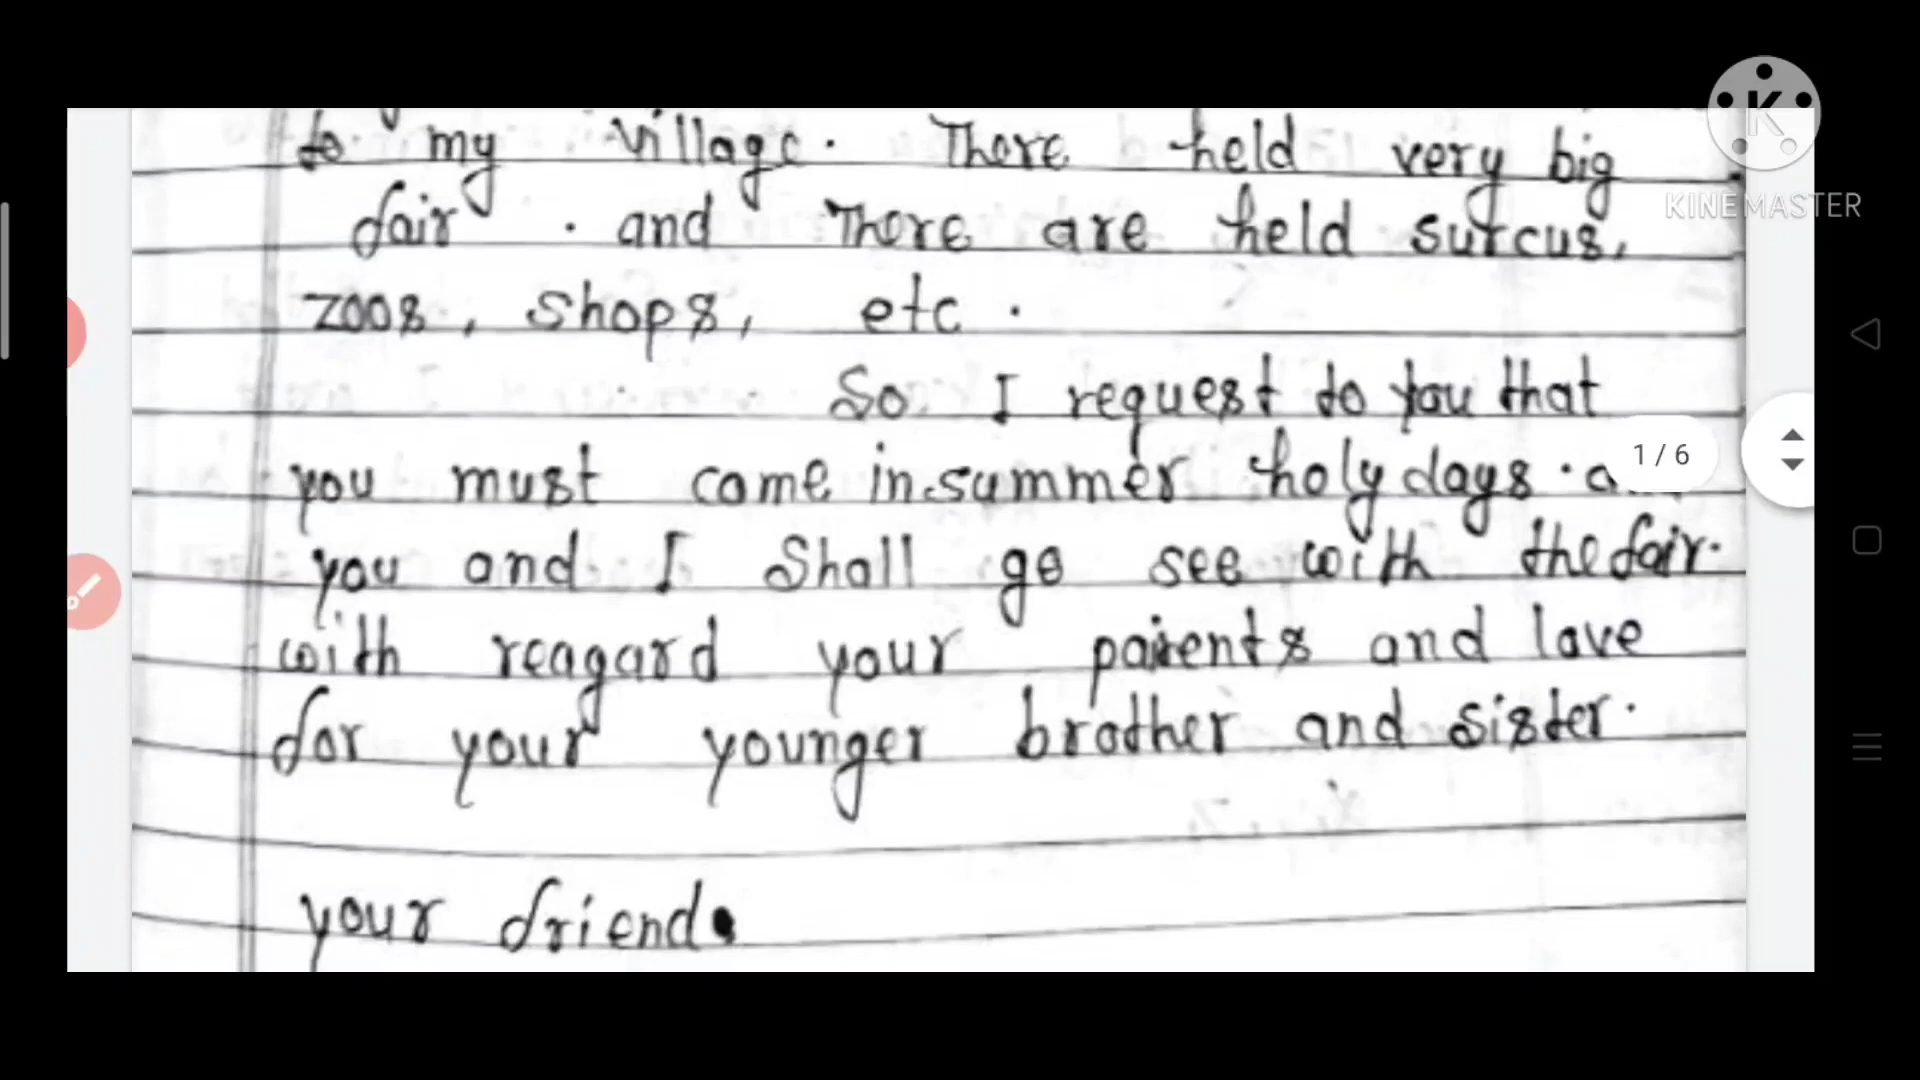 to my village. There held very big
fair . and There are held surcus,
zoos, shops, etc .
So I request to you that
you must come in summer holydays .
you and I Shall go see with the fair.
with reagard your parents and love
for your younger brother and sister.
your friend.
KINEMASTER
1 / 6